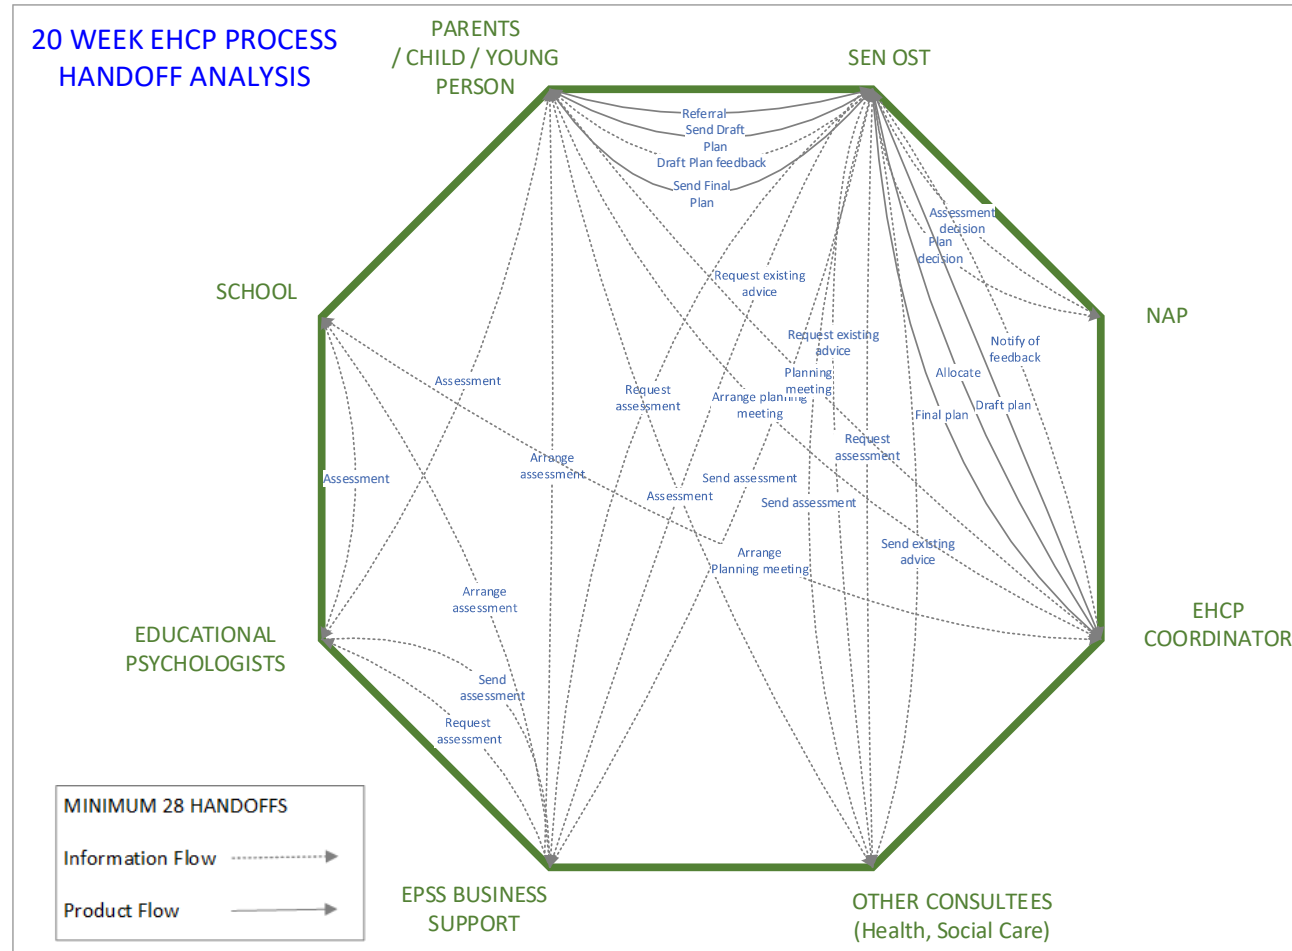 20 WEEK EHCP PROCESS
HANDOFF ANALYSIS
PARENTS
/ CHILD / YOUNG
PERSON
SEN OST
Referral
Send Draft
Plan
Draft Plan feedback
Send Final
Plan
Assessment
decision
Plan
decision
Request existing
advice
SCHOOL
NAP
Request existing
advice
Notify of
feedback
Planning
meeting
Allocate
Assessment
Request
assessment
Arrange planning
meeting
Final plan
Draft plan
Request
assessment
Arrange
assessment
Assessment
Send assessment
Assessment
Send assessment
Send existing
advice
Arrange
Planning meeting
Arrange
assessment
EDUCATIONAL
PSYCHOLOGISTS
EHCP
COORDINATOR
Send
assessment
Request
assessment
MINIMUM 28 HANDOFFS
Information Flow
Product Flow
EPSS BUSINESS
SUPPORT
OTHER CONSULTEES
(Health, Social Care)